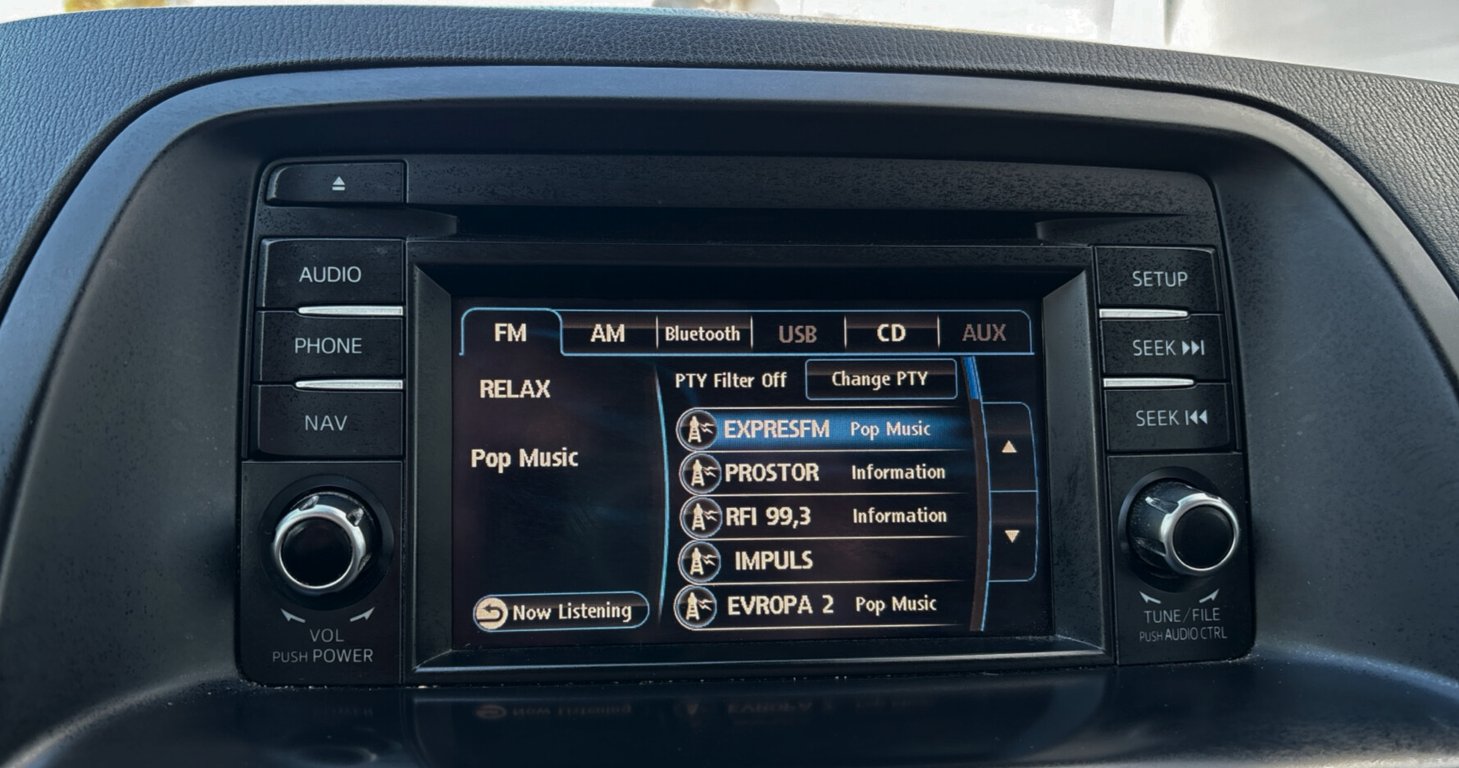 AUDIO
PHONE
NAV
VOL
PUSH POWER
FM AM Bluetooth USB CD AUX
RELAX
Pop Music
Now Listening
PTY Filter Off Change PTY
EXPRESFM Pop Music
PROSTOR Information
RFI 99,3 Information
IMPULS
EVROPA 2 Pop Music
SETUP
SEEK
SEEK
TUNE/FILE
PUSH AUDIO CTRL